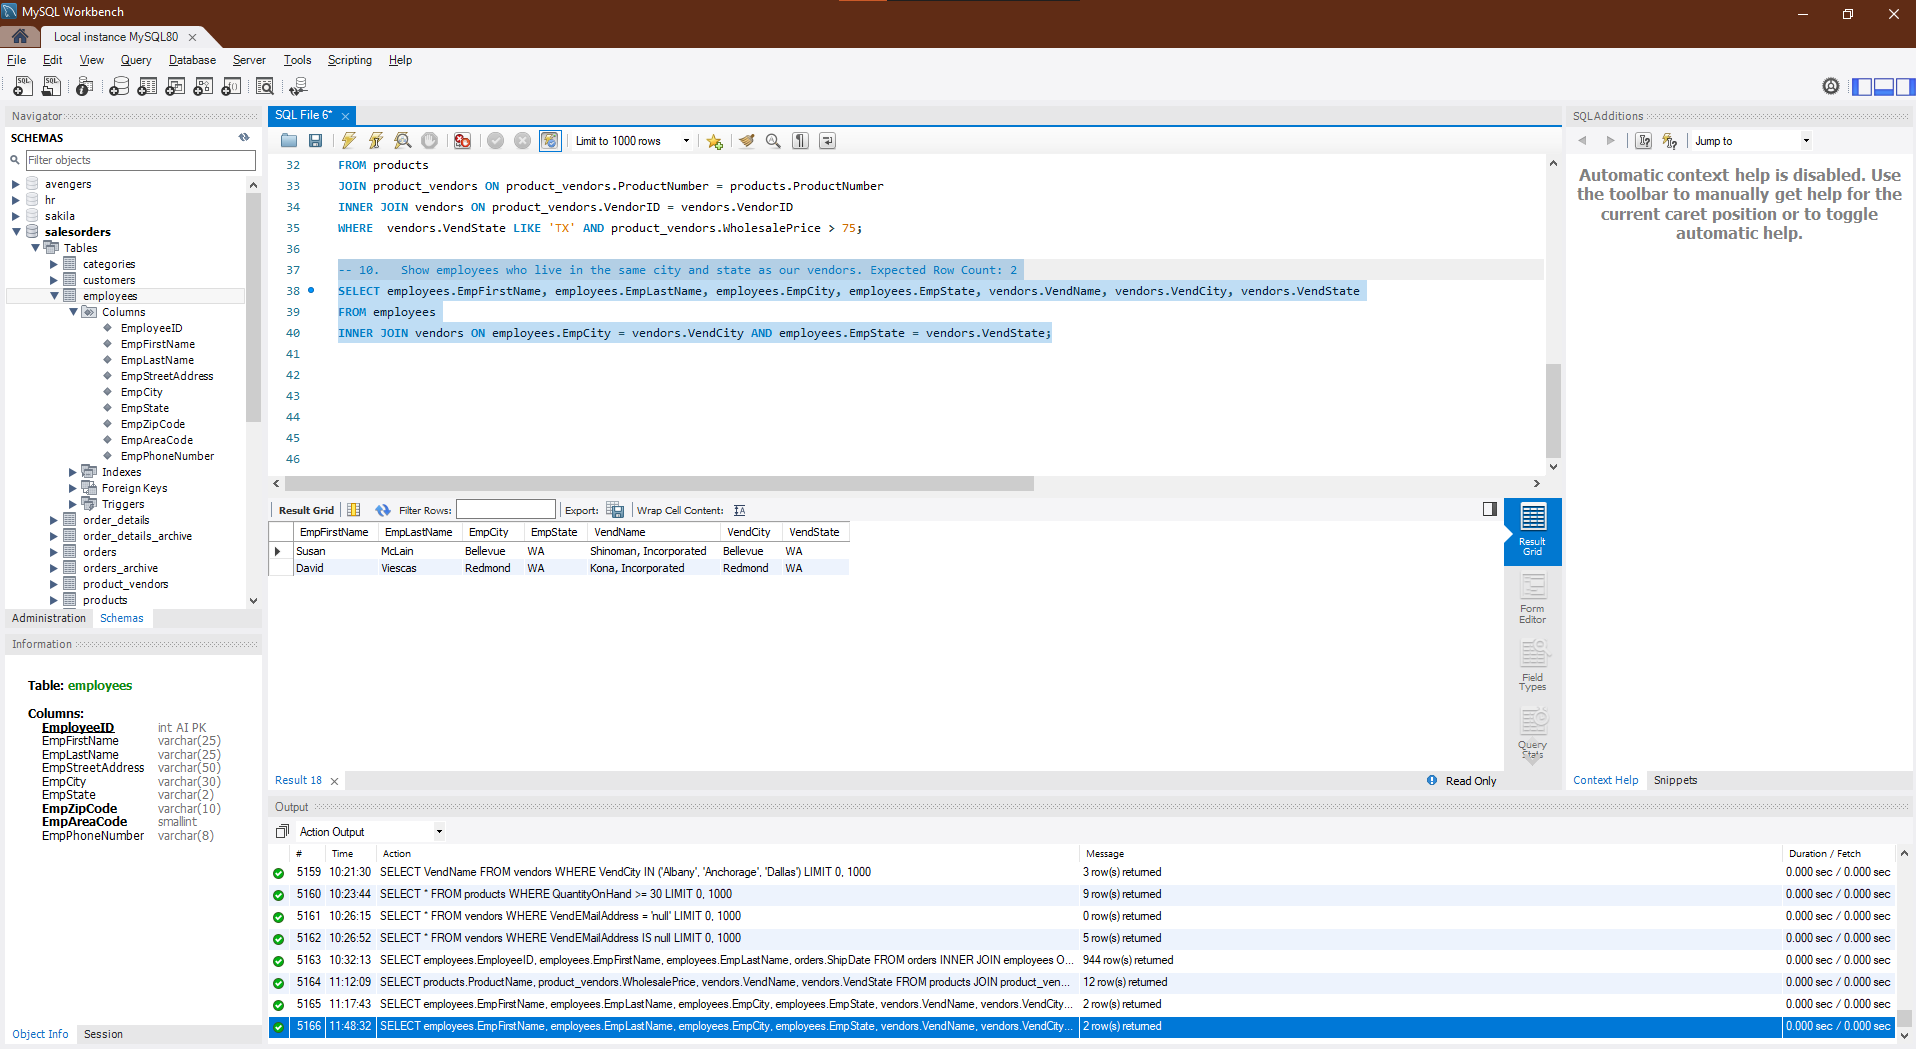 MySQL Workbench
Local instance MySQL80
File Edit View Query Database Server Tools Scripting Help
Navigator
SCHEMAS
Filter objects
avengers
hr
sakila
salesorders
Tables
categories
customers
employees
Columns
EmployeeID
EmpFirstName
EmpLastName
EmpStreetAddress
EmpCity
EmpState
EmpZipCode
EmpAreaCode
EmpPhoneNumber
Indexes
Foreign Keys
Triggers
order_details
order_details_archive
orders
orders_archive
product_vendors
products
Administration Schemas
Information
Table: employees
Columns:
EmployeeID int AI PK
EmpFirstName varchar(25)
EmpLastName varchar(25)
EmpStreetAddress varchar(50)
EmpCity varchar(30)
EmpState varchar(2)
EmpZipCode varchar(10)
EmpAreaCode smallint
EmpPhoneNumber varchar(8)
Object Info Session
SQL File 6*
Limit to 1000 rows
32 FROM products
33 JOIN product_vendors ON product_vendors.ProductNumber = products.ProductNumber
34 INNER JOIN vendors ON product_vendors.VendorID = vendors.VendorID
35 WHERE vendors.VendState LIKE 'TX' AND product_vendors.WholesalePrice > 75;
36
37 -- 10. Show employees who live in the same city and state as our vendors. Expected Row Count: 2
38 SELECT employees.EmpFirstName, employees.EmpLastName, employees.EmpCity, employees.EmpState, vendors.VendName, vendors.VendCity, vendors.VendState
39 FROM employees
40 INNER JOIN vendors ON employees.EmpCity = vendors.VendCity AND employees.EmpState = vendors.VendState;
41
42
43
44
45
46
Result Grid Filter Rows: Export: Wrap Cell Content:
EmpFirstName EmpLastName EmpCity EmpState VendName VendCity VendState
Susan McLain Bellevue WA Shinoman, Incorporated Bellevue WA
David Viescas Redmond WA Kona, Incorporated Redmond WA
Result Grid
Form Editor
Field Types
Query Stats
Result 18
Read Only
SQLAdditions
Jump to
Automatic context help is disabled. Use
the toolbar to manually get help for the
current caret position or to toggle
automatic help.
Context Help Snippets
Output
Action Output
# Time Action Message Duration / Fetch
5159 10:21:30 SELECT VendName FROM vendors WHERE VendCity IN ('Albany', 'Anchorage', 'Dallas') LIMIT 0, 1000 3 row(s) returned 0.000 sec / 0.000 sec
5160 10:23:44 SELECT * FROM products WHERE QuantityOnHand >= 30 LIMIT 0, 1000 9 row(s) returned 0.000 sec / 0.000 sec
5161 10:26:15 SELECT * FROM vendors WHERE VendEMailAddress = 'null' LIMIT 0, 1000 0 row(s) returned 0.000 sec / 0.000 sec
5162 10:26:52 SELECT * FROM vendors WHERE VendEMailAddress IS null LIMIT 0, 1000 5 row(s) returned 0.000 sec / 0.000 sec
5163 10:32:13 SELECT employees.EmployeeID, employees.EmpFirstName, employees.EmpLastName, orders.ShipDate FROM orders INNER JOIN employees O... 944 row(s) returned 0.000 sec / 0.000 sec
5164 11:12:09 SELECT products.ProductName, product_vendors.WholesalePrice, vendors.VendName, vendors.VendState FROM products JOIN product_ven... 12 row(s) returned 0.000 sec / 0.000 sec
5165 11:17:43 SELECT employees.EmpFirstName, employees.EmpLastName, employees.EmpCity, employees.EmpState, vendors.VendName, vendors.VendCity... 2 row(s) returned 0.000 sec / 0.000 sec
5166 11:48:32 SELECT employees.EmpFirstName, employees.EmpLastName, employees.EmpCity, employees.EmpState, vendors.VendName, vendors.VendCity... 2 row(s) returned 0.000 sec / 0.000 sec